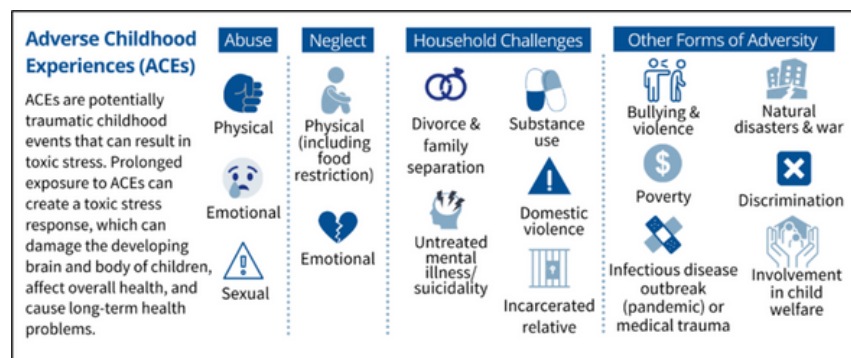 Adverse Childhood
Experiences (ACEs)
ACEs are potentially
traumatic childhood
events that can result in
toxic stress. Prolonged
exposure to ACEs can
create a toxic stress
response, which can
damage the developing
brain and body of children,
affect overall health, and
cause long-term health
problems.
Abuse
Physical
Emotional
Sexual
Neglect
Physical
(including
food
restriction)
Emotional
Household Challenges
Divorce &
family
separation
Substance
use
Untreated
mental
illness/
suicidality
Domestic
violence
Incarcerated
relative
Other Forms of Adversity
Bullying &
violence
Natural
disasters & war
$
Poverty
Discrimination
Infectious disease
outbreak
(pandemic) or
medical trauma
Involvement
in child
welfare